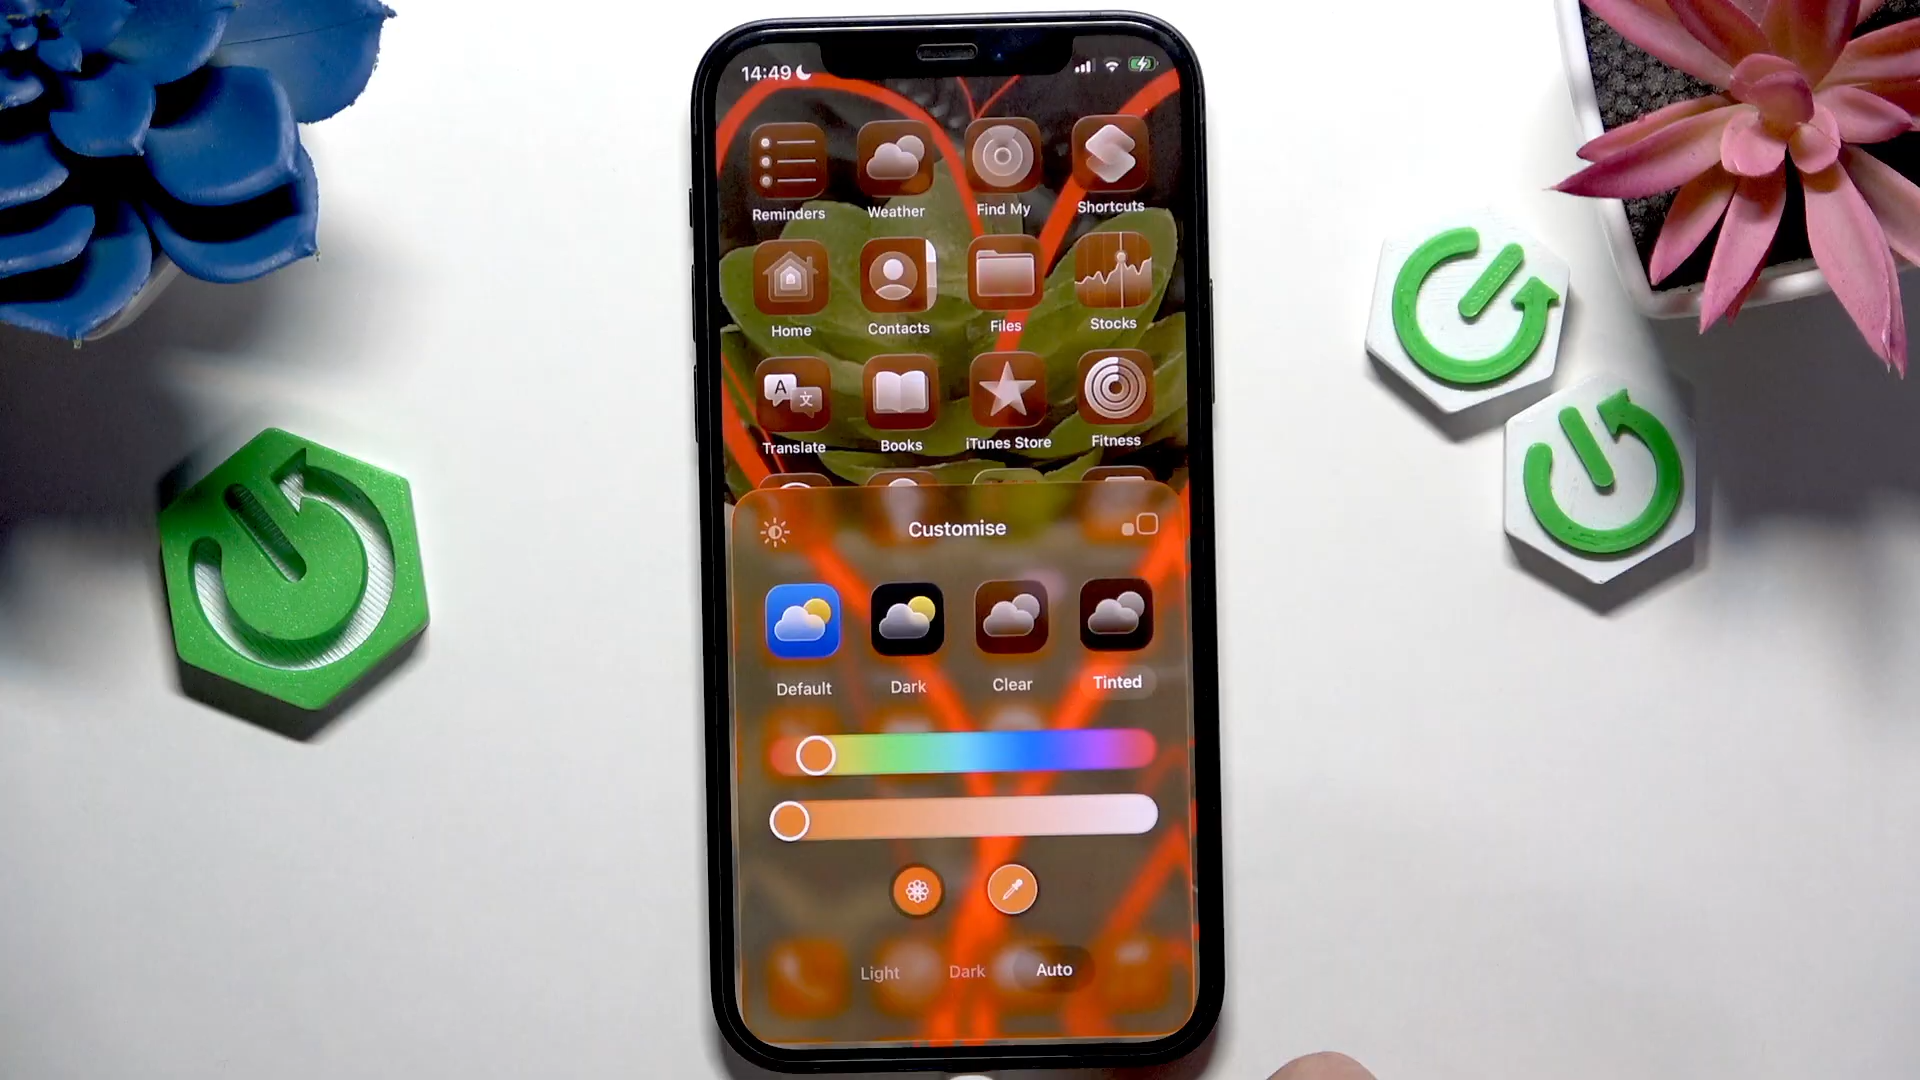 14:49
Reminders Weather Find My Shortcuts
Home Contacts Files Stocks
A 文
Translate Books iTunes Store Fitness
Customise
Default Dark Clear Tinted
Light Dark Auto